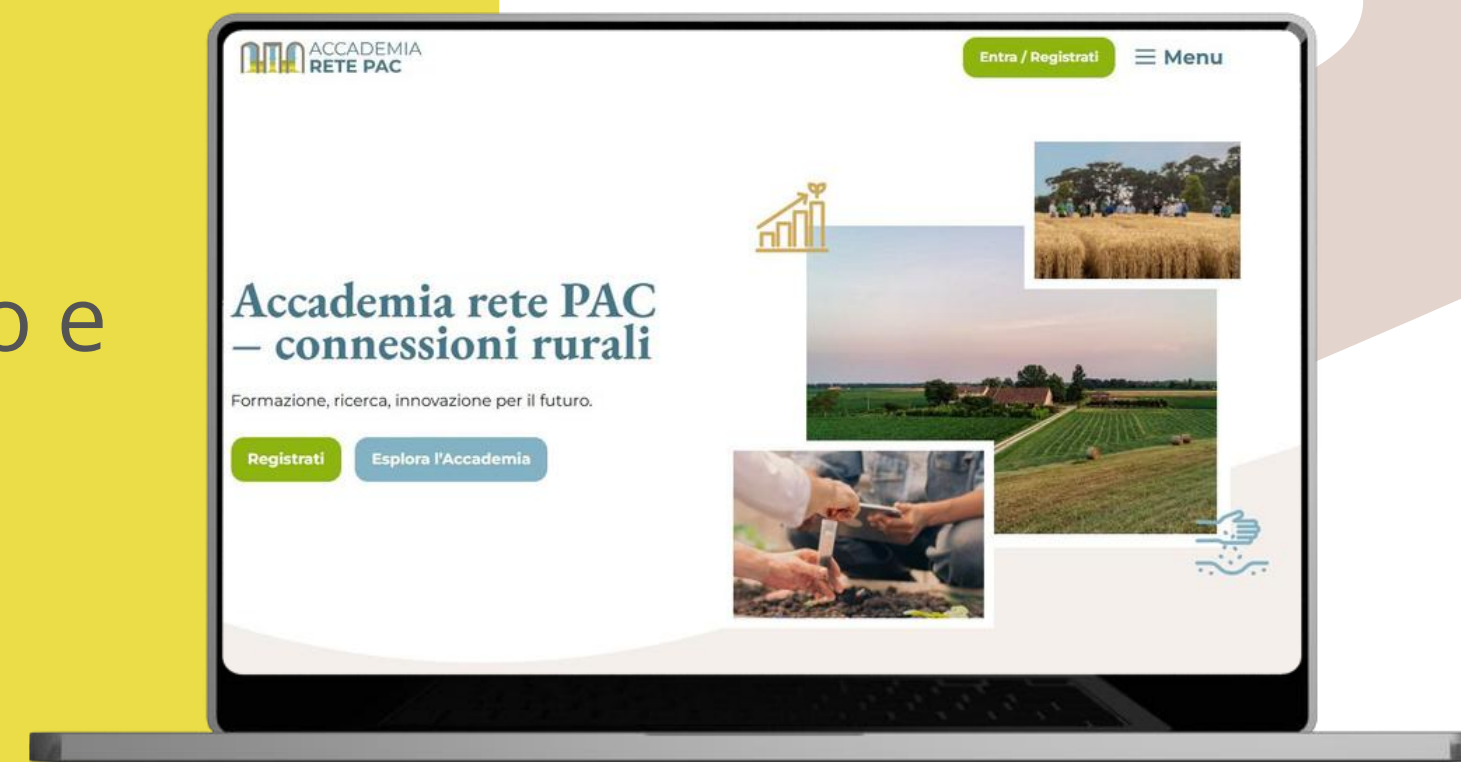 o e
ACCADEMIA
RETE PAC
Entra / Registrati
Menu
Accademia rete PAC
– connessioni rurali
Formazione, ricerca, innovazione per il futuro.
Registrati
Esplora l'Accademia